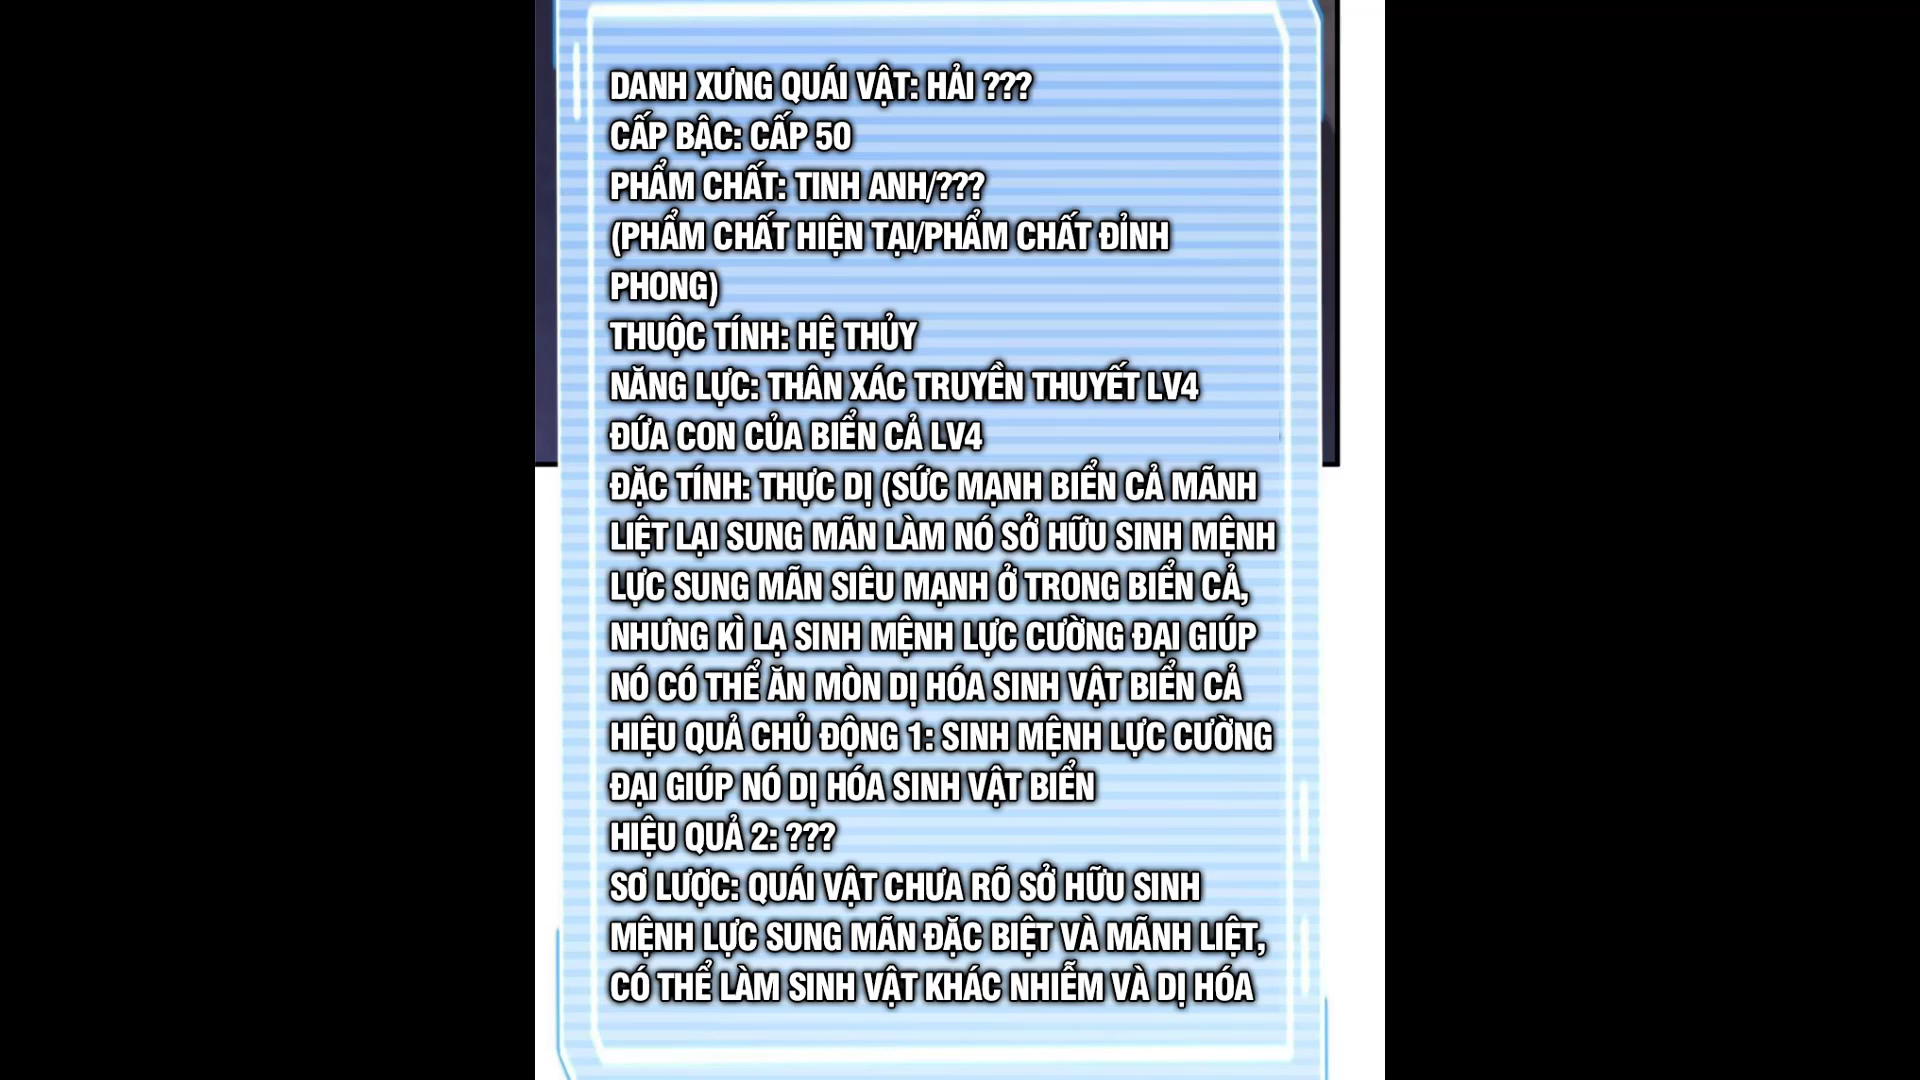 DANH XƯNG QUÁI VẬT: HẢI ???
CẤP BẬC: CẤP 50
PHẨM CHẤT: TINH ANH/???
(PHẨM CHẤT HIỆN TẠI/PHẨM CHẤT ĐỈNH
PHONG)
THUỘC TÍNH: HỆ THỦY
NĂNG LỰC: THÂN XÁC TRUYỀN THUYẾT LV4
ĐỨA CON CỦA BIỂN CẢ LV4
ĐẶC TÍNH: THỰC DỊ (SỨC MẠNH BIỂN CẢ MÃNH
LIỆT LẠI SUNG MÃN LÀM NÓ SỞ HỮU SINH MỆNH
LỰC SUNG MÃN SIÊU MẠNH Ở TRONG BIỂN CẢ,
NHƯNG KÌ LẠ SINH MỆNH LỰC CƯỜNG ĐẠI GIÚP
NÓ CÓ THỂ ĂN MÒN DỊ HÓA SINH VẬT BIỂN CẢ
HIỆU QUẢ CHỦ ĐỘNG 1: SINH MỆNH LỰC CƯỜNG
ĐẠI GIÚP NÓ DỊ HÓA SINH VẬT BIỂN
HIỆU QUẢ 2: ???
SƠ LƯỢC: QUÁI VẬT CHƯA RÕ SỞ HỮU SINH
MỆNH LỰC SUNG MÃN ĐẶC BIỆT VÀ MÃNH LIỆT,
CÓ THỂ LÀM SINH VẬT KHÁC NHIỄM VÀ DỊ HÓA